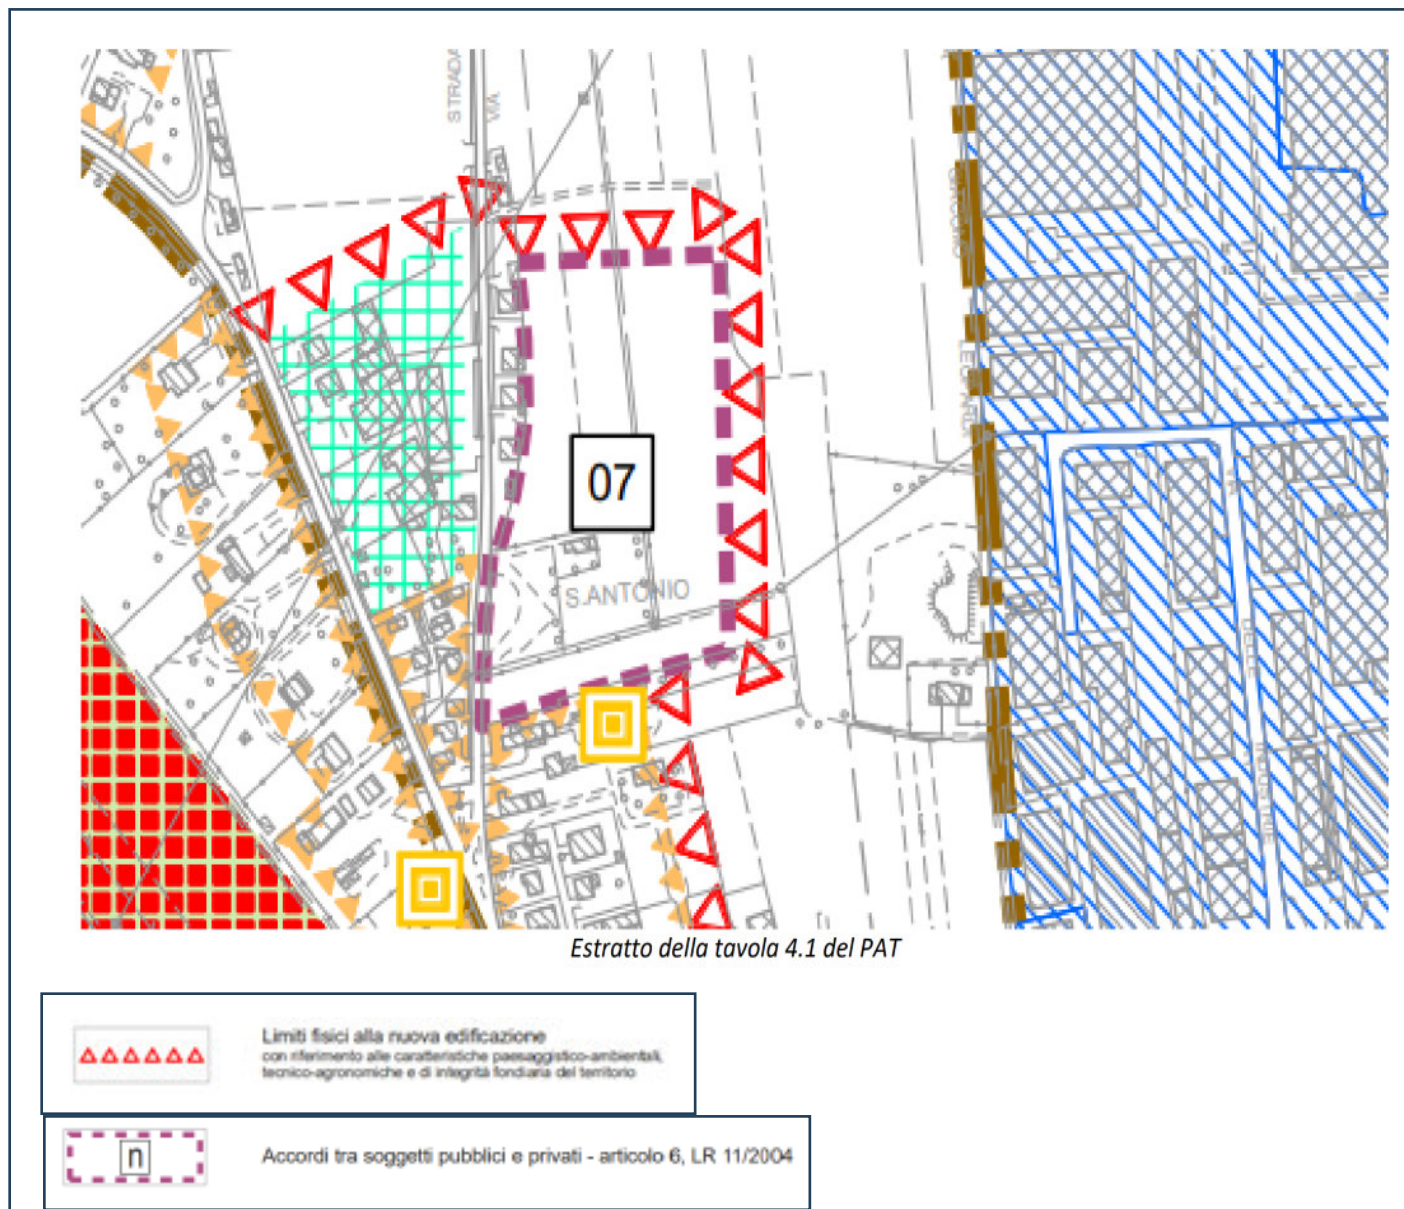 STRADA
VIA
07
S.ANTONIO
DELLE
INDUSTRIE
Estratto della tavola 4.1 del PAT
Limiti fisici alla nuova edificazione
con riferimento alle caratteristiche paesaggistico-ambientali,
tecnico-agronomiche e di integrità fondiaria del territorio
n
Accordi tra soggetti pubblici e privati - articolo 6, LR 11/2004